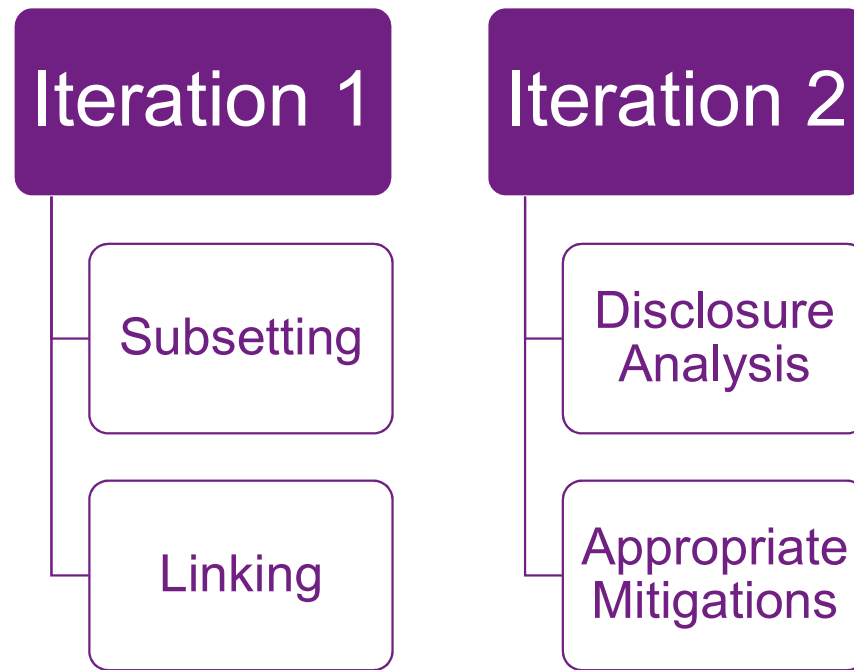 Iteration 1
Subsetting
Linking
Iteration 2
Disclosure
Analysis
Appropriate
Mitigations